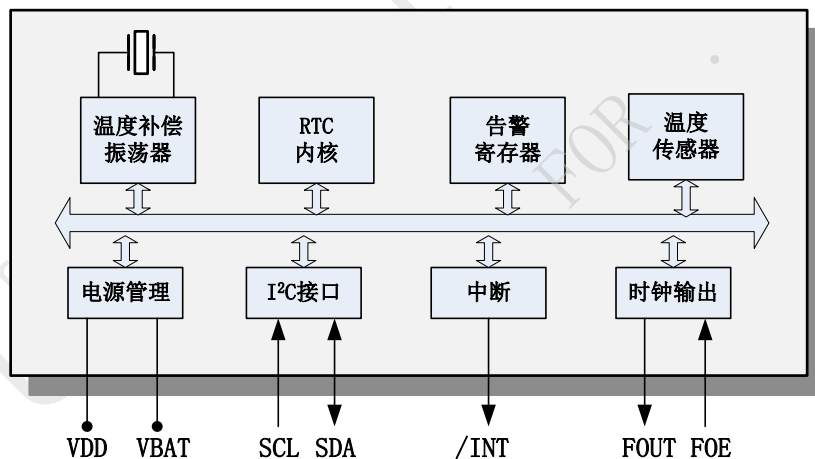 温度补偿
振荡器
RTC
内核
告警
寄存器
温度
传感器
电源管理
I²C接口
中断
时钟输出
VDD VBAT SCL SDA /INT FOUT FOE
FOR